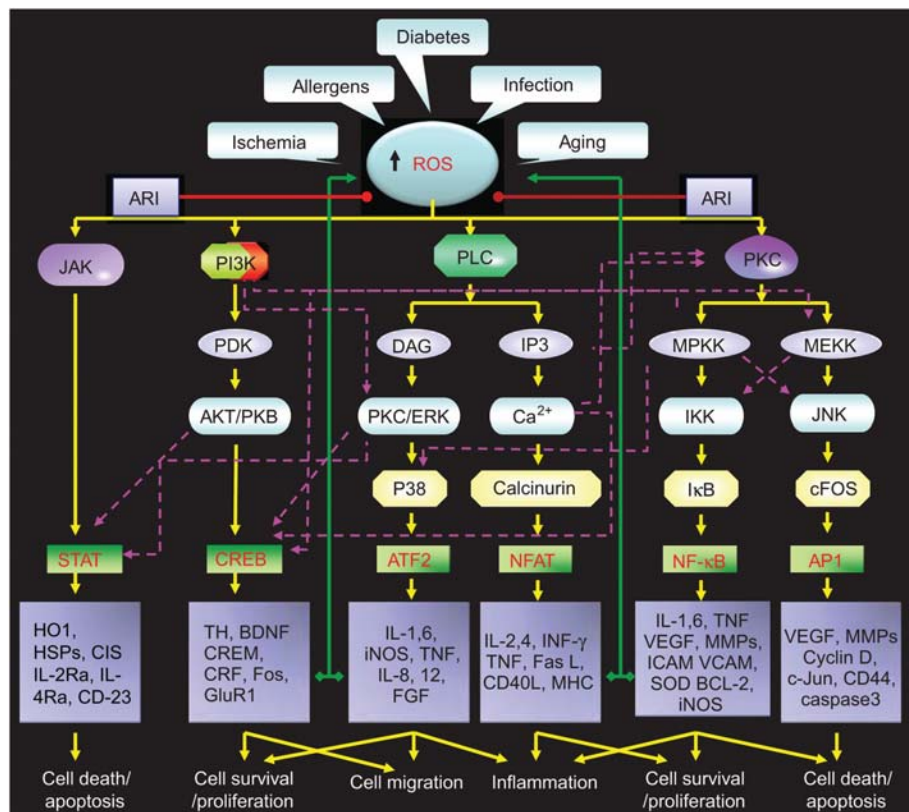 Diabetes
Allergens
Infection
Ischemia
Aging
ROS
ARI
ARI
JAK
PI3K
PLC
PKC
PDK
DAG
IP3
MPKK
MEKK
AKT/PKB
PKC/ERK
Ca2+
IKK
JNK
P38
Calcinurin
IκB
cFOS
STAT
CREB
ATF2
NFAT
NF-κB
AP1
HO1,
HSPs, CIS
IL-2Ra, IL-
4Ra, CD-23
TH, BDNF
CREM,
CRF, Fos,
GluR1
IL-1,6,
iNOS, TNF,
IL-8, 12,
FGF
IL-2,4, INF-γ
TNF, Fas L,
CD40L, MHC
IL-1,6, TNF
VEGF, MMPs,
ICAM VCAM,
SOD BCL-2,
iNOS
VEGF, MMPs
Cyclin D,
c-Jun, CD44,
caspase3
Cell death/
apoptosis
Cell survival
/proliferation
Cell migration
Inflammation
Cell survival
/proliferation
Cell death/
apoptosis